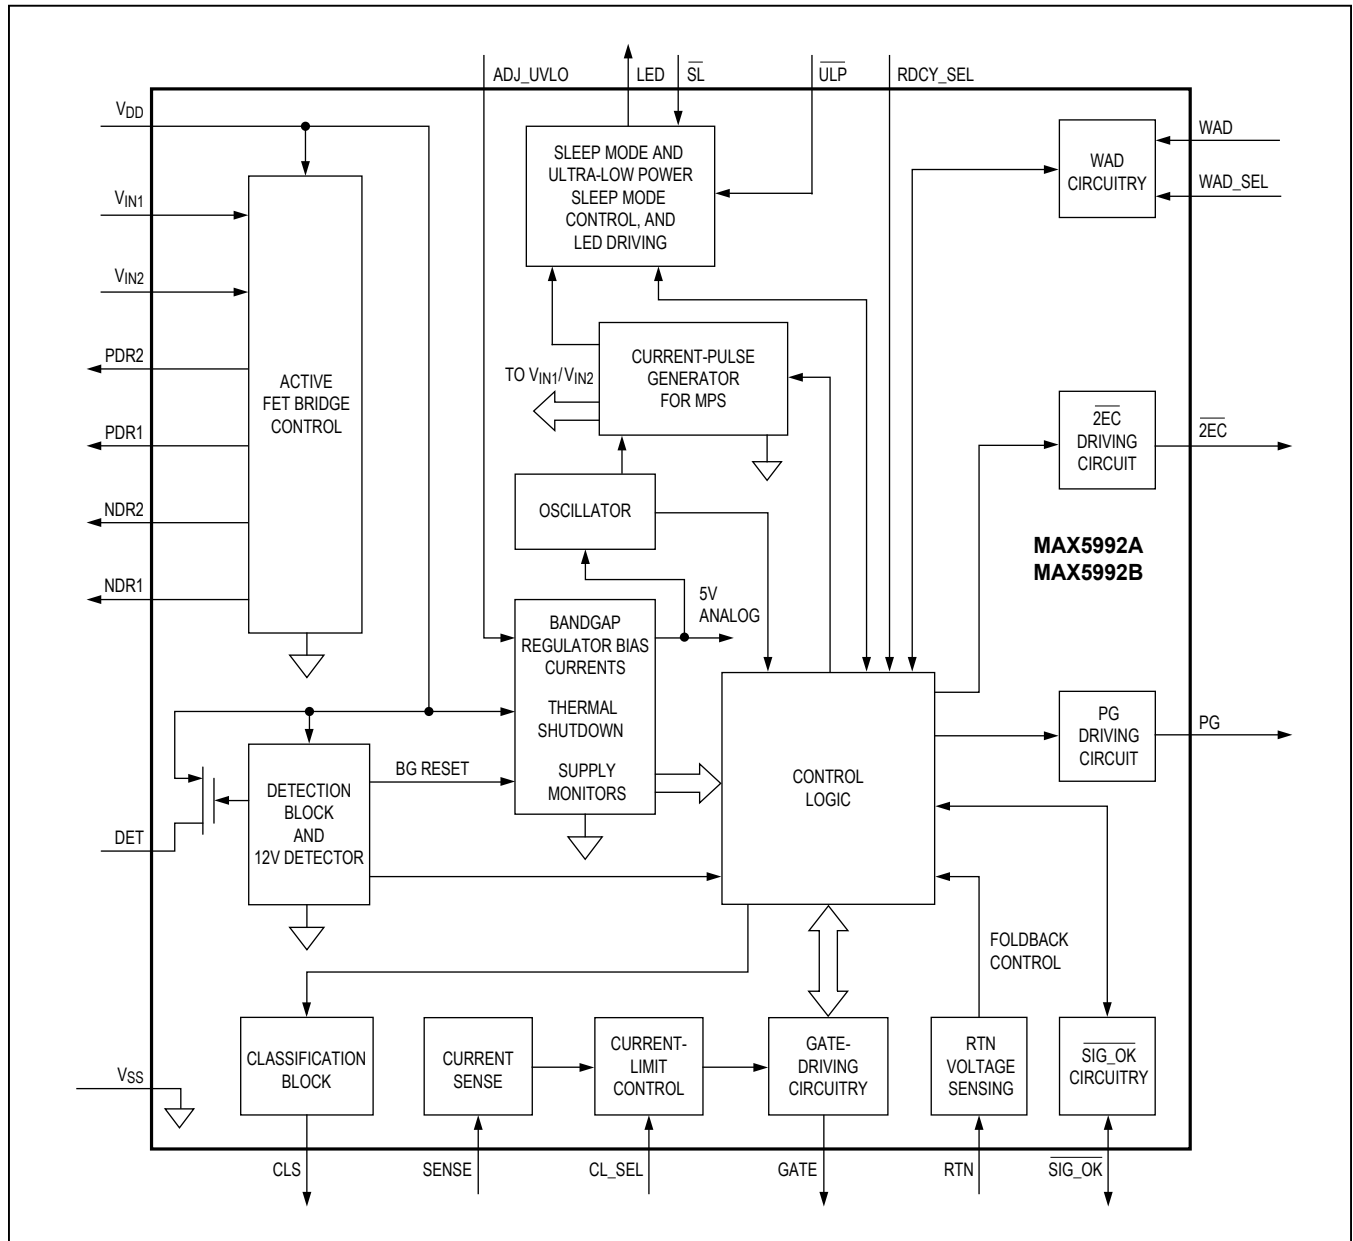 ADJ_UVLO
LED
SL
ULP
RDCY_SEL
VDD
VIN1
VIN2
PDR2
PDR1
NDR2
NDR1
ACTIVE
FET BRIDGE
CONTROL
SLEEP MODE AND
ULTRA-LOW POWER
SLEEP MODE
CONTROL, AND
LED DRIVING
WAD
CIRCUITRY
WAD
WAD_SEL
TO VIN1/VIN2
CURRENT-PULSE
GENERATOR
FOR MPS
2EC
DRIVING
CIRCUIT
2EC
OSCILLATOR
MAX5992A
MAX5992B
5V
ANALOG
BANDGAP
REGULATOR BIAS
CURRENTS
THERMAL
SHUTDOWN
SUPPLY
MONITORS
BG RESET
DETECTION
BLOCK
AND
12V DETECTOR
DET
CONTROL
LOGIC
PG
DRIVING
CIRCUIT
PG
FOLDBACK
CONTROL
VSS
CLASSIFICATION
BLOCK
CURRENT
SENSE
CURRENT-
LIMIT
CONTROL
GATE-
DRIVING
CIRCUITRY
RTN
VOLTAGE
SENSING
SIG_OK
CIRCUITRY
CLS
SENSE
CL_SEL
GATE
RTN
SIG_OK